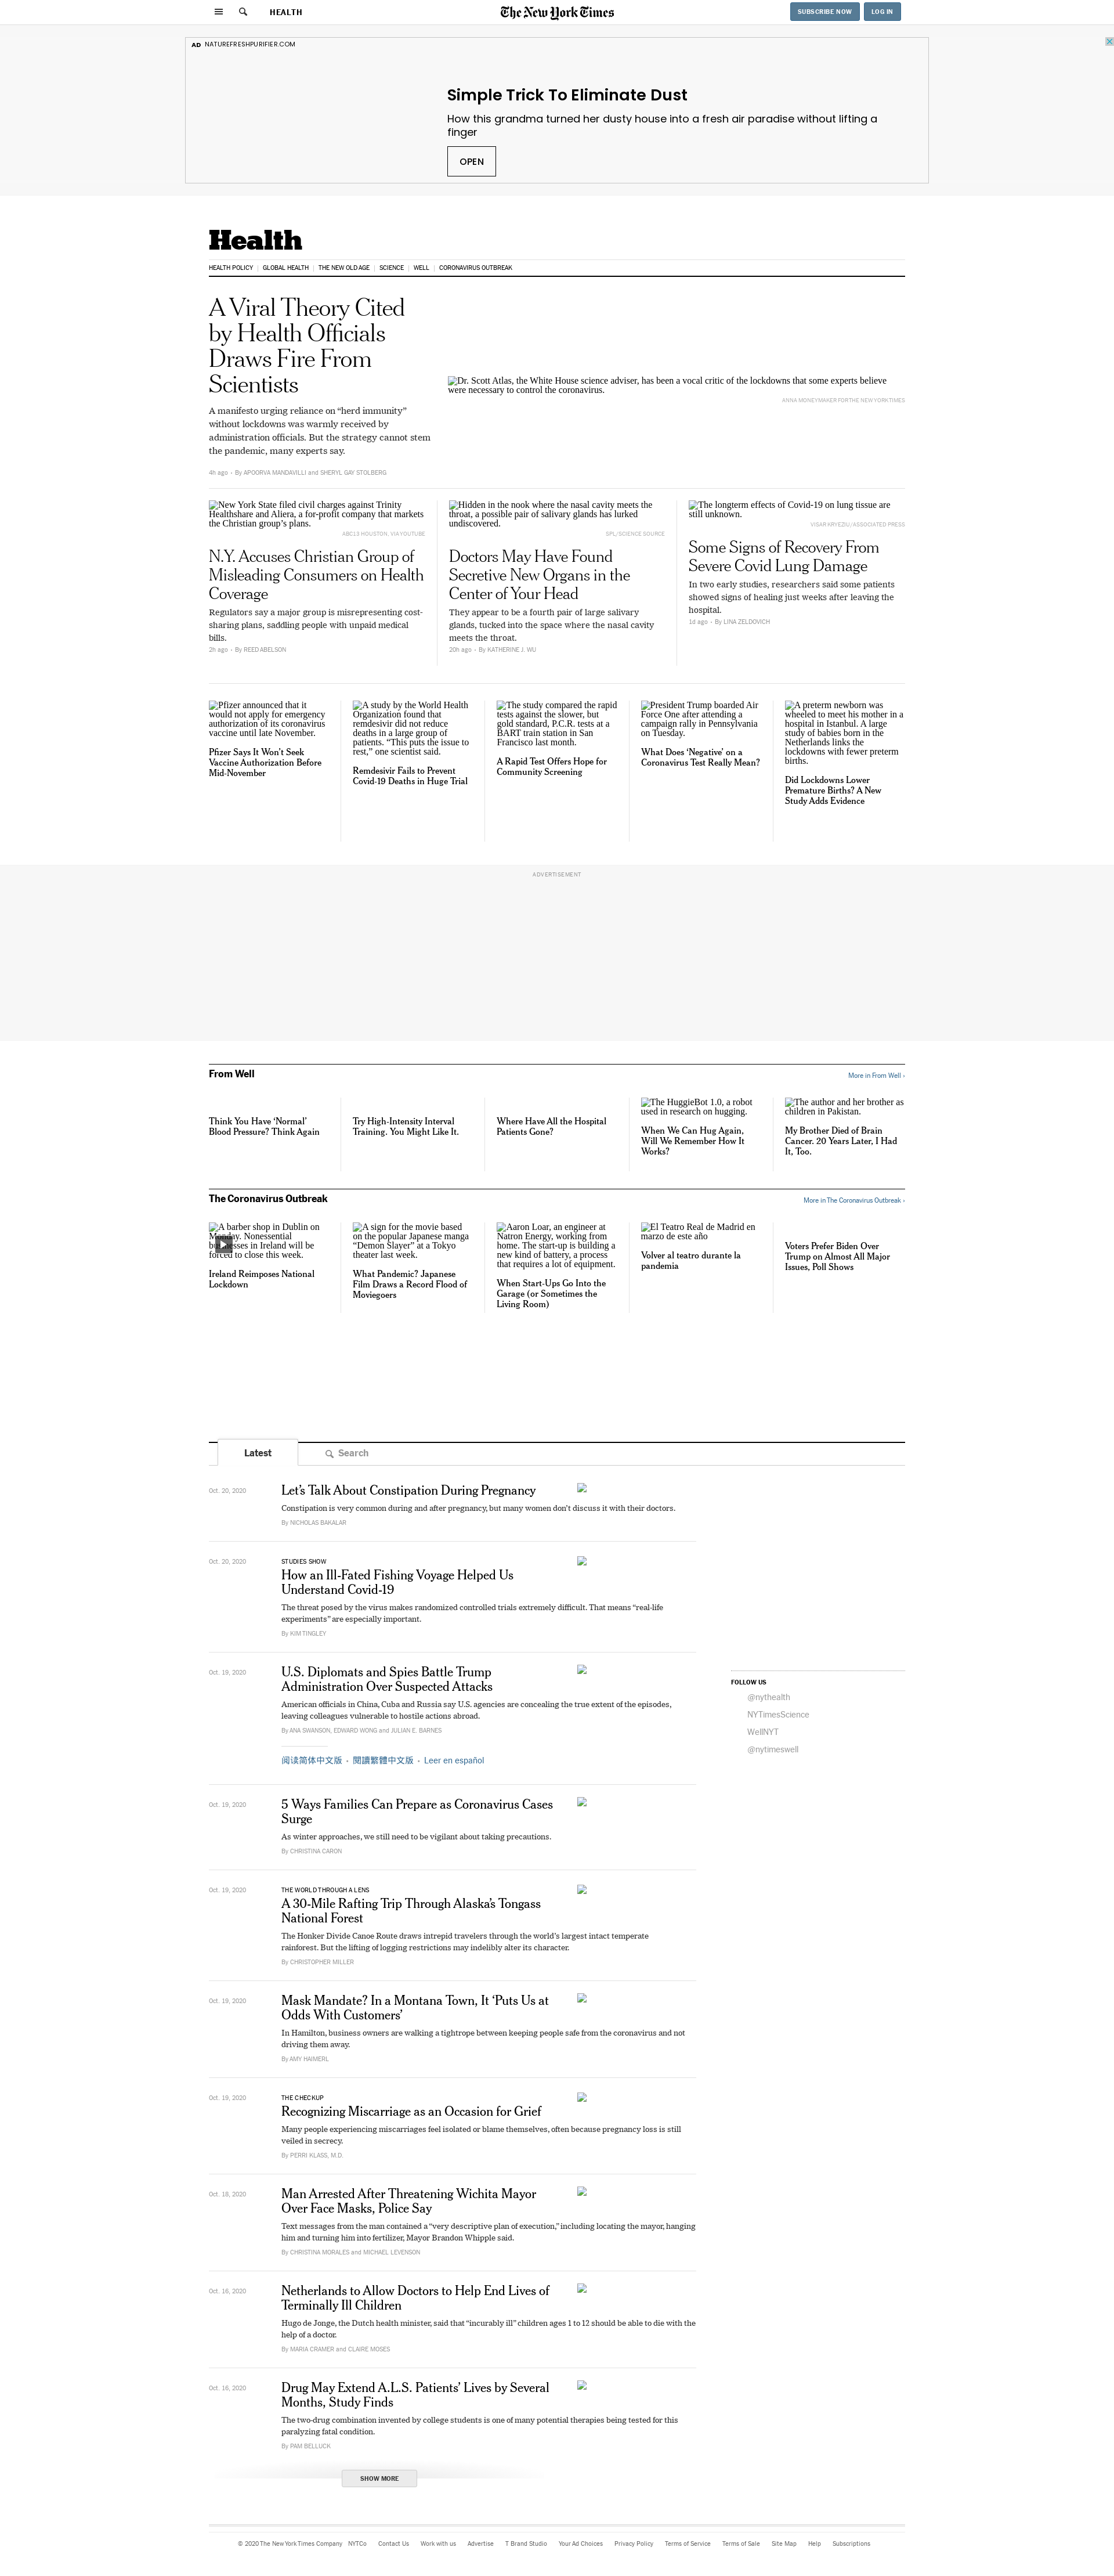 HEALTH
The New York Times
SUBSCRIBE NOW
LOG IN
AD NATUREFRESHPURIFIER.COM
Simple Trick To Eliminate Dust
How this grandma turned her dusty house into a fresh air paradise without lifting a
finger
OPEN
Health
HEALTH POLICY
GLOBAL HEALTH
THE NEW OLD AGE
SCIENCE
WELL
CORONAVIRUS OUTBREAK
A Viral Theory Cited
by Health Officials
Draws Fire From
Scientists
A manifesto urging reliance on “herd immunity”
without lockdowns was warmly received by
administration officials. But the strategy cannot stem
the pandemic, many experts say.
4h ago • By APOORVA MANDAVILLI and SHERYL GAY STOLBERG
Dr. Scott Atlas, the White House science adviser, has been a vocal critic of the lockdowns that some experts believe
were necessary to control the coronavirus.
ANNA MONEYMAKER FOR THE NEW YORK TIMES
New York State filed civil charges against Trinity
Healthshare and Aliera, a for-profit company that markets
the Christian group’s plans.
ABC13 HOUSTON. VIA YOUTUBE
N.Y. Accuses Christian Group of
Misleading Consumers on Health
Coverage
Regulators say a major group is misrepresenting cost-
sharing plans, saddling people with unpaid medical
bills.
2h ago • By REED ABELSON
Hidden in the nook where the nasal cavity meets the
throat, a possible pair of salivary glands has lurked
undiscovered.
SPL/SCIENCE SOURCE
Doctors May Have Found
Secretive New Organs in the
Center of Your Head
They appear to be a fourth pair of large salivary
glands, tucked into the space where the nasal cavity
meets the throat.
20h ago • By KATHERINE J. WU
The longterm effects of Covid-19 on lung tissue are
still unknown.
VISAR KRYEZIU/ASSOCIATED PRESS
Some Signs of Recovery From
Severe Covid Lung Damage
In two early studies, researchers said some patients
showed signs of healing just weeks after leaving the
hospital.
1d ago • By LINA ZELDOVICH
Pfizer announced that it
would not apply for emergency
authorization of its coronavirus
vaccine until late November.
Pfizer Says It Won’t Seek
Vaccine Authorization Before
Mid-November
A study by the World Health
Organization found that
remdesivir did not reduce
deaths in a large group of
patients. “This puts the issue to
rest,” one scientist said.
Remdesivir Fails to Prevent
Covid-19 Deaths in Huge Trial
The study compared the rapid
tests against the slower, but
gold standard, P.C.R. tests at a
BART train station in San
Francisco last month.
A Rapid Test Offers Hope for
Community Screening
President Trump boarded Air
Force One after attending a
campaign rally in Pennsylvania
on Tuesday.
What Does ‘Negative’ on a
Coronavirus Test Really Mean?
A preterm newborn was
wheeled to meet his mother in a
hospital in Istanbul. A large
study of babies born in the
Netherlands links the
lockdowns with fewer preterm
births.
Did Lockdowns Lower
Premature Births? A New
Study Adds Evidence
ADVERTISEMENT
From Well
More in From Well »
Think You Have ‘Normal’
Blood Pressure? Think Again
Try High-Intensity Interval
Training. You Might Like It.
Where Have All the Hospital
Patients Gone?
The HuggieBot 1.0, a robot
used in research on hugging.
When We Can Hug Again,
Will We Remember How It
Works?
The author and her brother as
children in Pakistan.
My Brother Died of Brain
Cancer. 20 Years Later, I Had
It, Too.
The Coronavirus Outbreak
More in The Coronavirus Outbreak »
A barber shop in Dublin on
Nonessential
in Ireland will be
forced to close this week.
Ireland Reimposes National
Lockdown
A sign for the movie based
on the popular Japanese manga
“Demon Slayer” at a Tokyo
theater last week.
What Pandemic? Japanese
Film Draws a Record Flood of
Moviegoers
Aaron Loar, an engineer at
Natron Energy, working from
home. The start-up is building a
new kind of battery, a process
that requires a lot of equipment.
When Start-Ups Go Into the
Garage (or Sometimes the
Living Room)
El Teatro Real de Madrid en
marzo de este año
Volver al teatro durante la
pandemia
Voters Prefer Biden Over
Trump on Almost All Major
Issues, Poll Shows
Latest
Search
Oct. 20, 2020
Let’s Talk About Constipation During Pregnancy
Constipation is very common during and after pregnancy, but many women don’t discuss it with their doctors.
By NICHOLAS BAKALAR
Oct. 20, 2020
STUDIES SHOW
How an Ill-Fated Fishing Voyage Helped Us
Understand Covid-19
The threat posed by the virus makes randomized controlled trials extremely difficult. That means “real-life
experiments” are especially important.
By KIM TINGLEY
Oct. 19, 2020
U.S. Diplomats and Spies Battle Trump
Administration Over Suspected Attacks
American officials in China, Cuba and Russia say U.S. agencies are concealing the true extent of the episodes,
leaving colleagues vulnerable to hostile actions abroad.
By ANA SWANSON, EDWARD WONG and JULIAN E. BARNES
阅读简体中文版 • 閱讀繁體中文版 • Leer en español
Oct. 19, 2020
5 Ways Families Can Prepare as Coronavirus Cases
Surge
As winter approaches, we still need to be vigilant about taking precautions.
By CHRISTINA CARON
Oct. 19, 2020
THE WORLD THROUGH A LENS
A 30-Mile Rafting Trip Through Alaska’s Tongass
National Forest
The Honker Divide Canoe Route draws intrepid travelers through the world’s largest intact temperate
rainforest. But the lifting of logging restrictions may indelibly alter its character.
By CHRISTOPHER MILLER
Oct. 19, 2020
Mask Mandate? In a Montana Town, It ‘Puts Us at
Odds With Customers’
In Hamilton, business owners are walking a tightrope between keeping people safe from the coronavirus and not
driving them away.
By AMY HAIMERL
Oct. 19, 2020
THE CHECKUP
Recognizing Miscarriage as an Occasion for Grief
Many people experiencing miscarriages feel isolated or blame themselves, often because pregnancy loss is still
veiled in secrecy.
By PERRI KLASS, M.D.
Oct. 18, 2020
Man Arrested After Threatening Wichita Mayor
Over Face Masks, Police Say
Text messages from the man contained a “very descriptive plan of execution,” including locating the mayor, hanging
him and turning him into fertilizer, Mayor Brandon Whipple said.
By CHRISTINA MORALES and MICHAEL LEVENSON
Oct. 16, 2020
Netherlands to Allow Doctors to Help End Lives of
Terminally Ill Children
Hugo de Jonge, the Dutch health minister, said that “incurably ill” children ages 1 to 12 should be able to die with the
help of a doctor.
By MARIA CRAMER and CLAIRE MOSES
Oct. 16, 2020
Drug May Extend A.L.S. Patients’ Lives by Several
Months, Study Finds
The two-drug combination invented by college students is one of many potential therapies being tested for this
paralyzing fatal condition.
By PAM BELLUCK
SHOW MORE
FOLLOW US
@nythealth
NYTimesScience
WellNYT
@nytimeswell
© 2020 The New York Times Company
NYTCo
Contact Us
Work with us
Advertise
T Brand Studio
Your Ad Choices
Privacy Policy
Terms of Service
Terms of Sale
Site Map
Help
Subscriptions